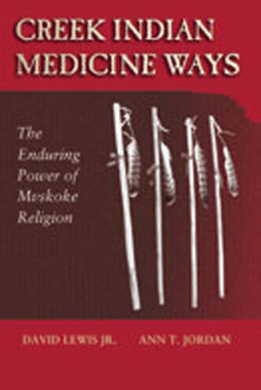 CREEK INDIAN
MEDICINE WAYS
The
Enduring
Power of
Mvskoke
Religion
DAVID LEWIS JR. ANN T. JORDAN